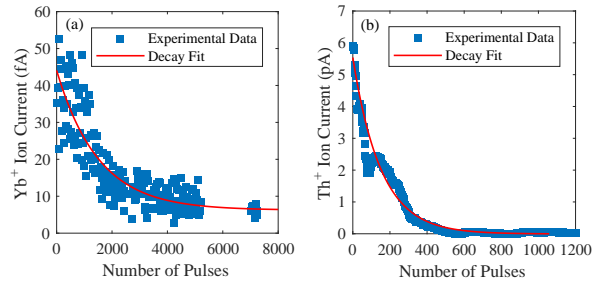 (a)
Experimental Data
Decay Fit
Yb+ Ion Current (fA)
60
50
40
30
20
10
0
0 2000 4000 6000 8000
Number of Pulses
(b)
Experimental Data
Decay Fit
Th+ Ion Current (pA)
6
5
4
3
2
1
0
0 200 400 600 800 1000 1200
Number of Pulses